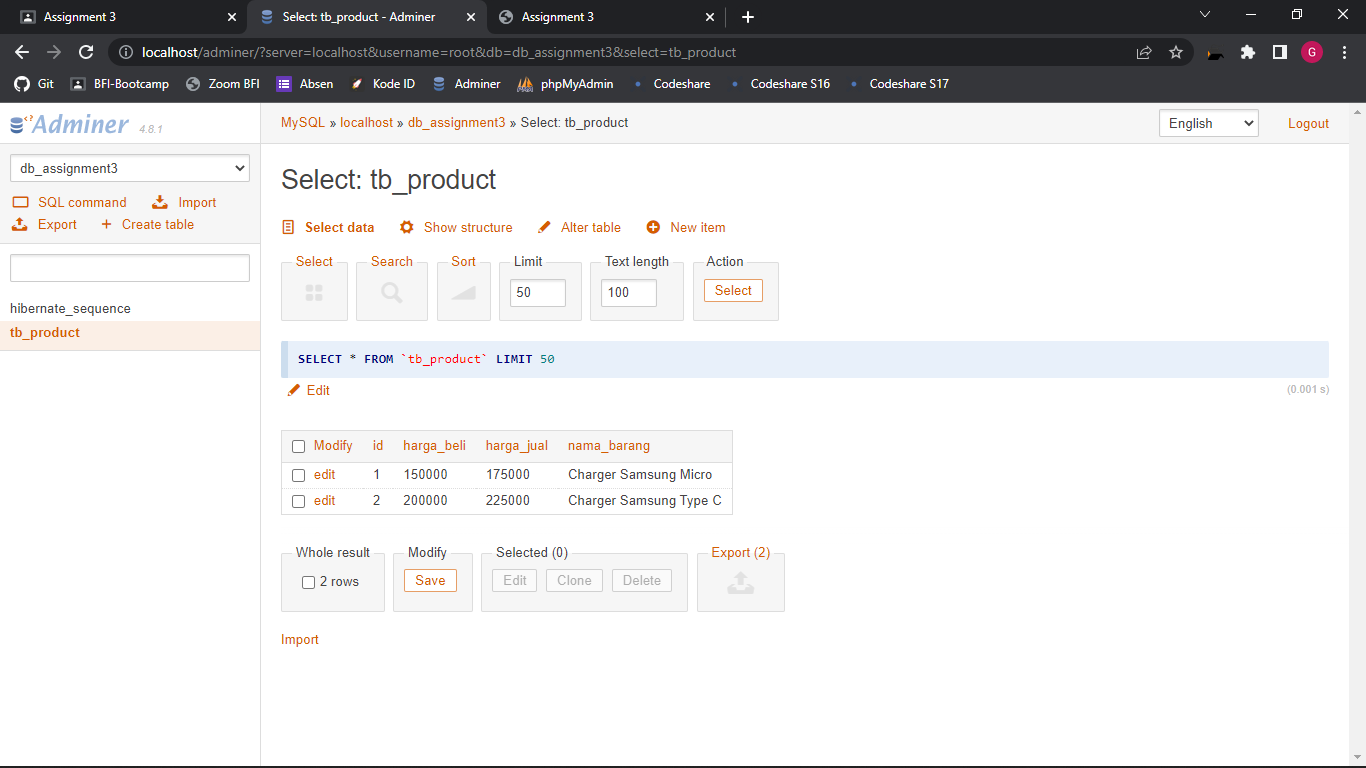 Assignment 3
Select: tb_product - Adminer
Assignment 3
localhost/adminer/?server=localhost&username=root&db=db_assignment3&select=tb_product
G
Git BFI-Bootcamp Zoom BFI Absen Kode ID Adminer phpMyAdmin Codeshare Codeshare S16 Codeshare S17
Adminer 4.8.1
MySQL » localhost » db_assignment3 » Select: tb_product
English
Logout
db_assignment3
SQL command Import
Export Create table
hibernate_sequence
tb_product
Select: tb_product
Select data Show structure Alter table New item
Select Search Sort Limit Text length Action
50 100 Select
SELECT * FROM `tb_product` LIMIT 50
Edit (0.001 s)
Modify id harga_beli harga_jual nama_barang
edit 1 150000 175000 Charger Samsung Micro
edit 2 200000 225000 Charger Samsung Type C
Whole result Modify Selected (0) Export (2)
2 rows Save Edit Clone Delete
Import